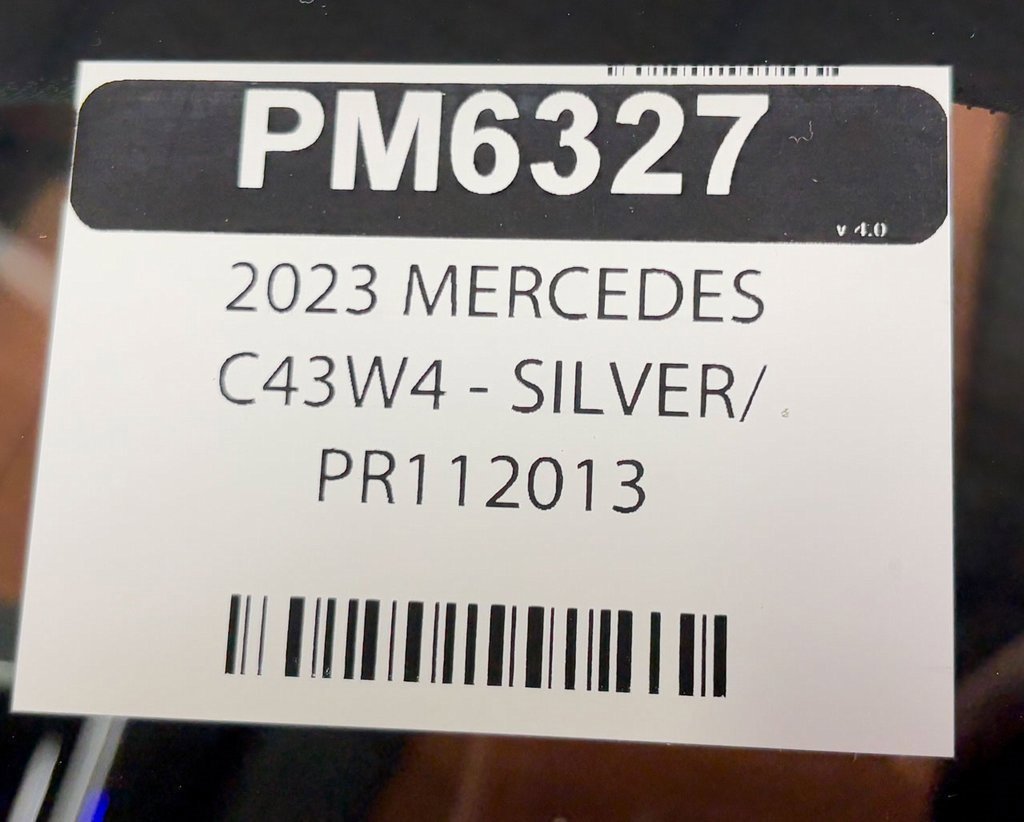 PM6327
v 4.0
2023 MERCEDES
C43W4 - SILVER/
PR112013